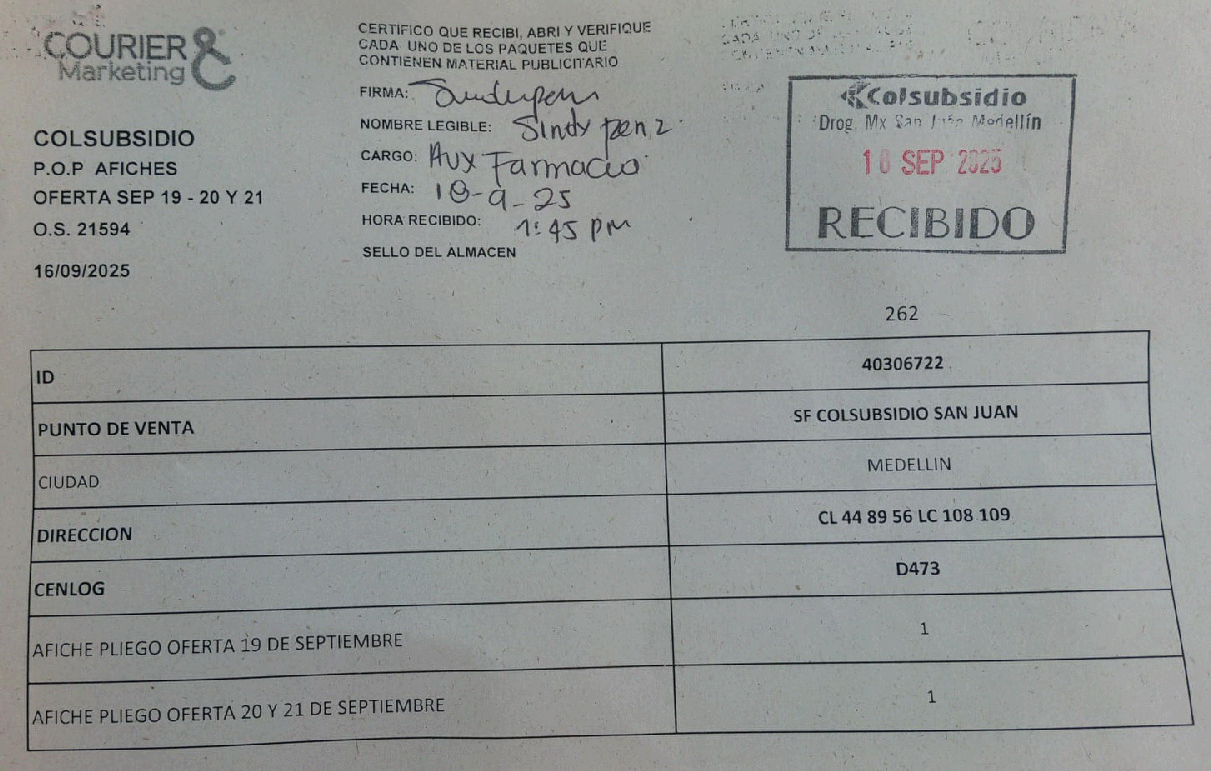 COURIER &
Marketing
COLSUBSIDIO
P.O.P AFICHES
OFERTA SEP 19 - 20 Y 21
O.S. 21594
16/09/2025
CERTIFICO QUE RECIBI, ABRI Y VERIFIQUE
CADA UNO DE LOS PAQUETES QUE
CONTIENEN MATERIAL PUBLICITARIO
FIRMA:
NOMBRE LEGIBLE: Sindy
CARGO: Aux Farmacia
FECHA: 18-9-25
HORA RECIBIDO: 1:45 pm
SELLO DEL ALMACEN
Colsubsidio
Drog. Mx San Juan Medellín
SEP 2025
RECIBIDO
262
ID 40306722
PUNTO DE VENTA SF COLSUBSIDIO SAN JUAN
CIUDAD MEDELLIN
DIRECCION CL 44 89 56 LC 108 109
CENLOG D473
AFICHE PLIEGO OFERTA 19 DE SEPTIEMBRE 1
AFICHE PLIEGO OFERTA 20 Y 21 DE SEPTIEMBRE 1